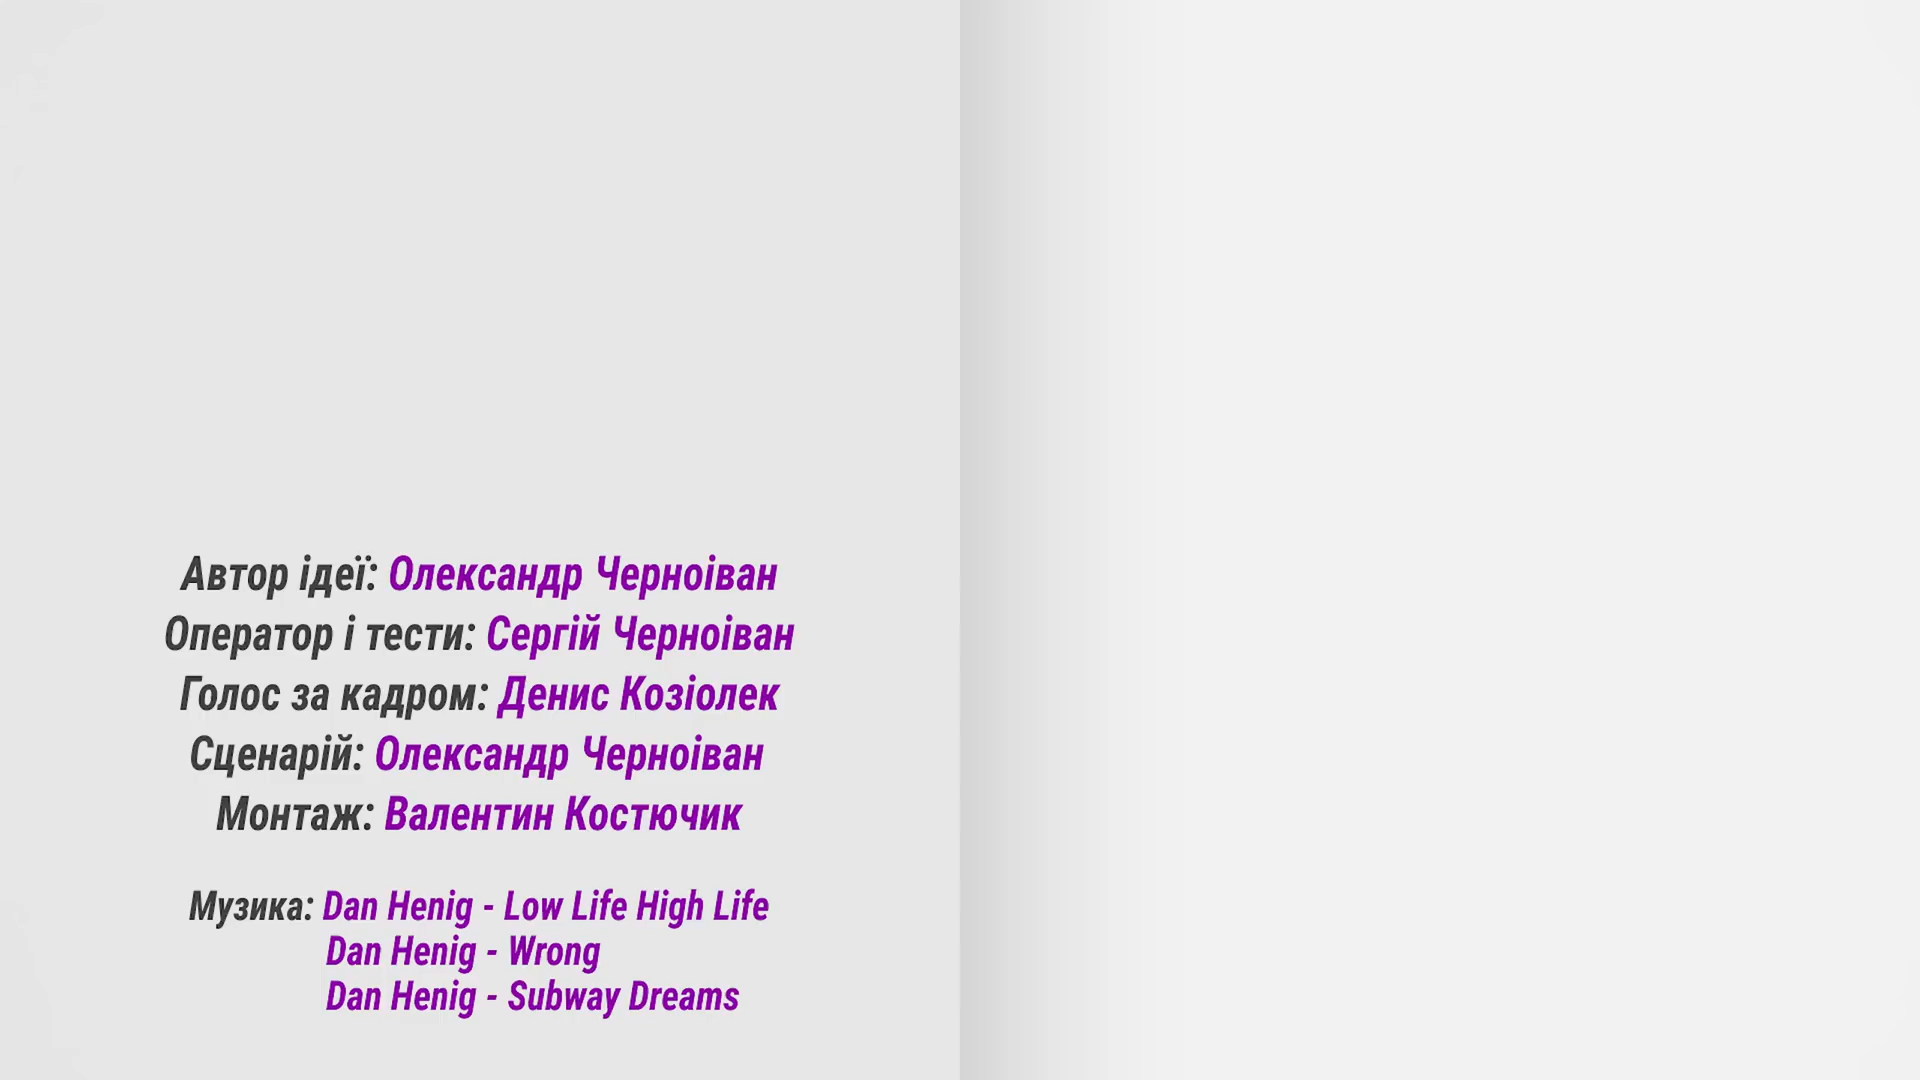 Автор ідеї: Олександр Черноіван
Оператор і тести: Сергій Черноіван
Голос за кадром: Денис Козіолек
Сценарій: Олександр Черноіван
Монтаж: Валентин Костючик
Музика: Dan Henig - Low Life High Life
Dan Henig - Wrong
Dan Henig - Subway Dreams